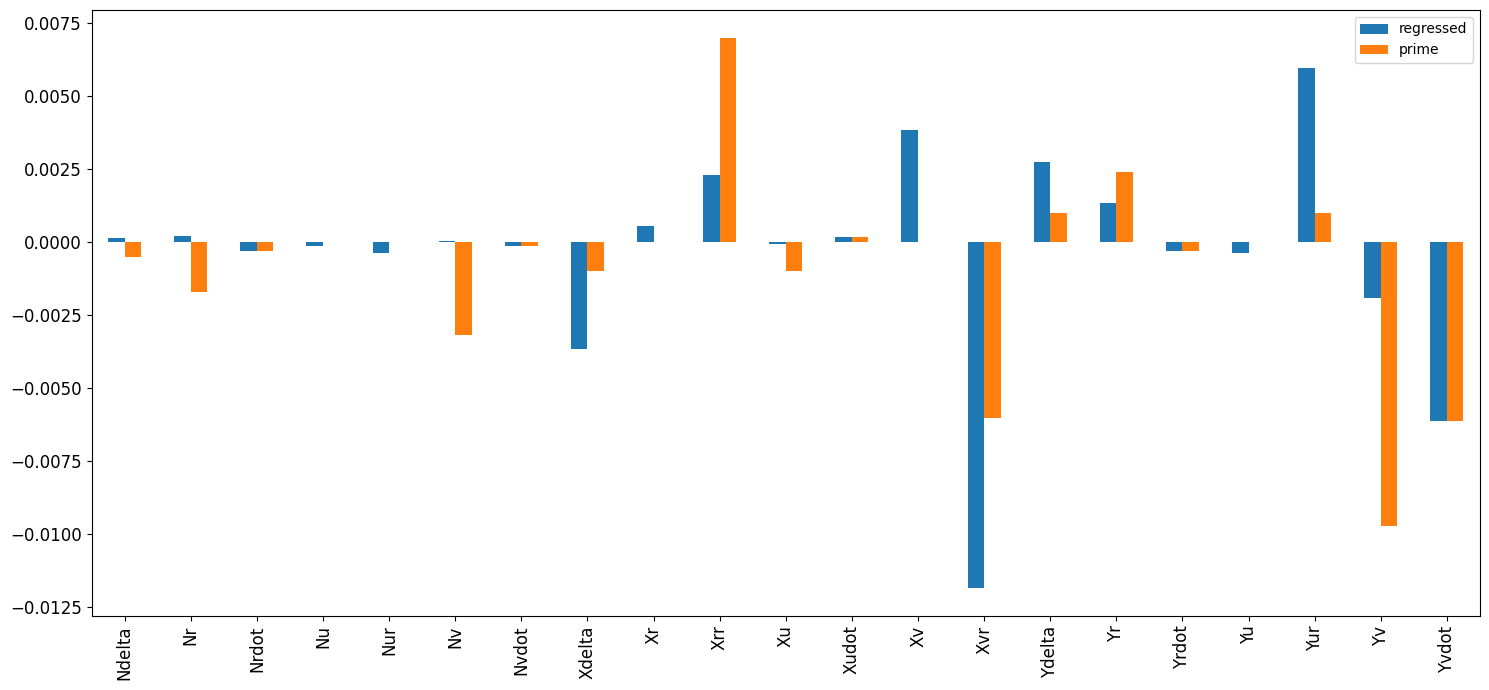 0.0075
0.0050
0.0025
0.0000
−0.0025
−0.0050
−0.0075
−0.0100
−0.0125
regressed
prime
Ndelta
Nr
Nrdot
Nu
Nur
Nv
Nvdot
Xdelta
Xr
Xrr
Xu
Xudot
Xv
Xvr
Ydelta
Yr
Yrdot
Yu
Yur
Yv
Yvdot